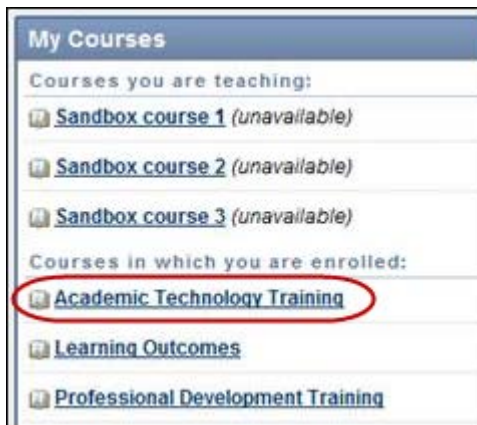 My Courses
Courses you are teaching:
Sandbox course 1 (unavailable)
Sandbox course 2 (unavailable)
Sandbox course 3 (unavailable)
Courses in which you are enrolled:
Academic Technology Training
Learning Outcomes
Professional Development Training